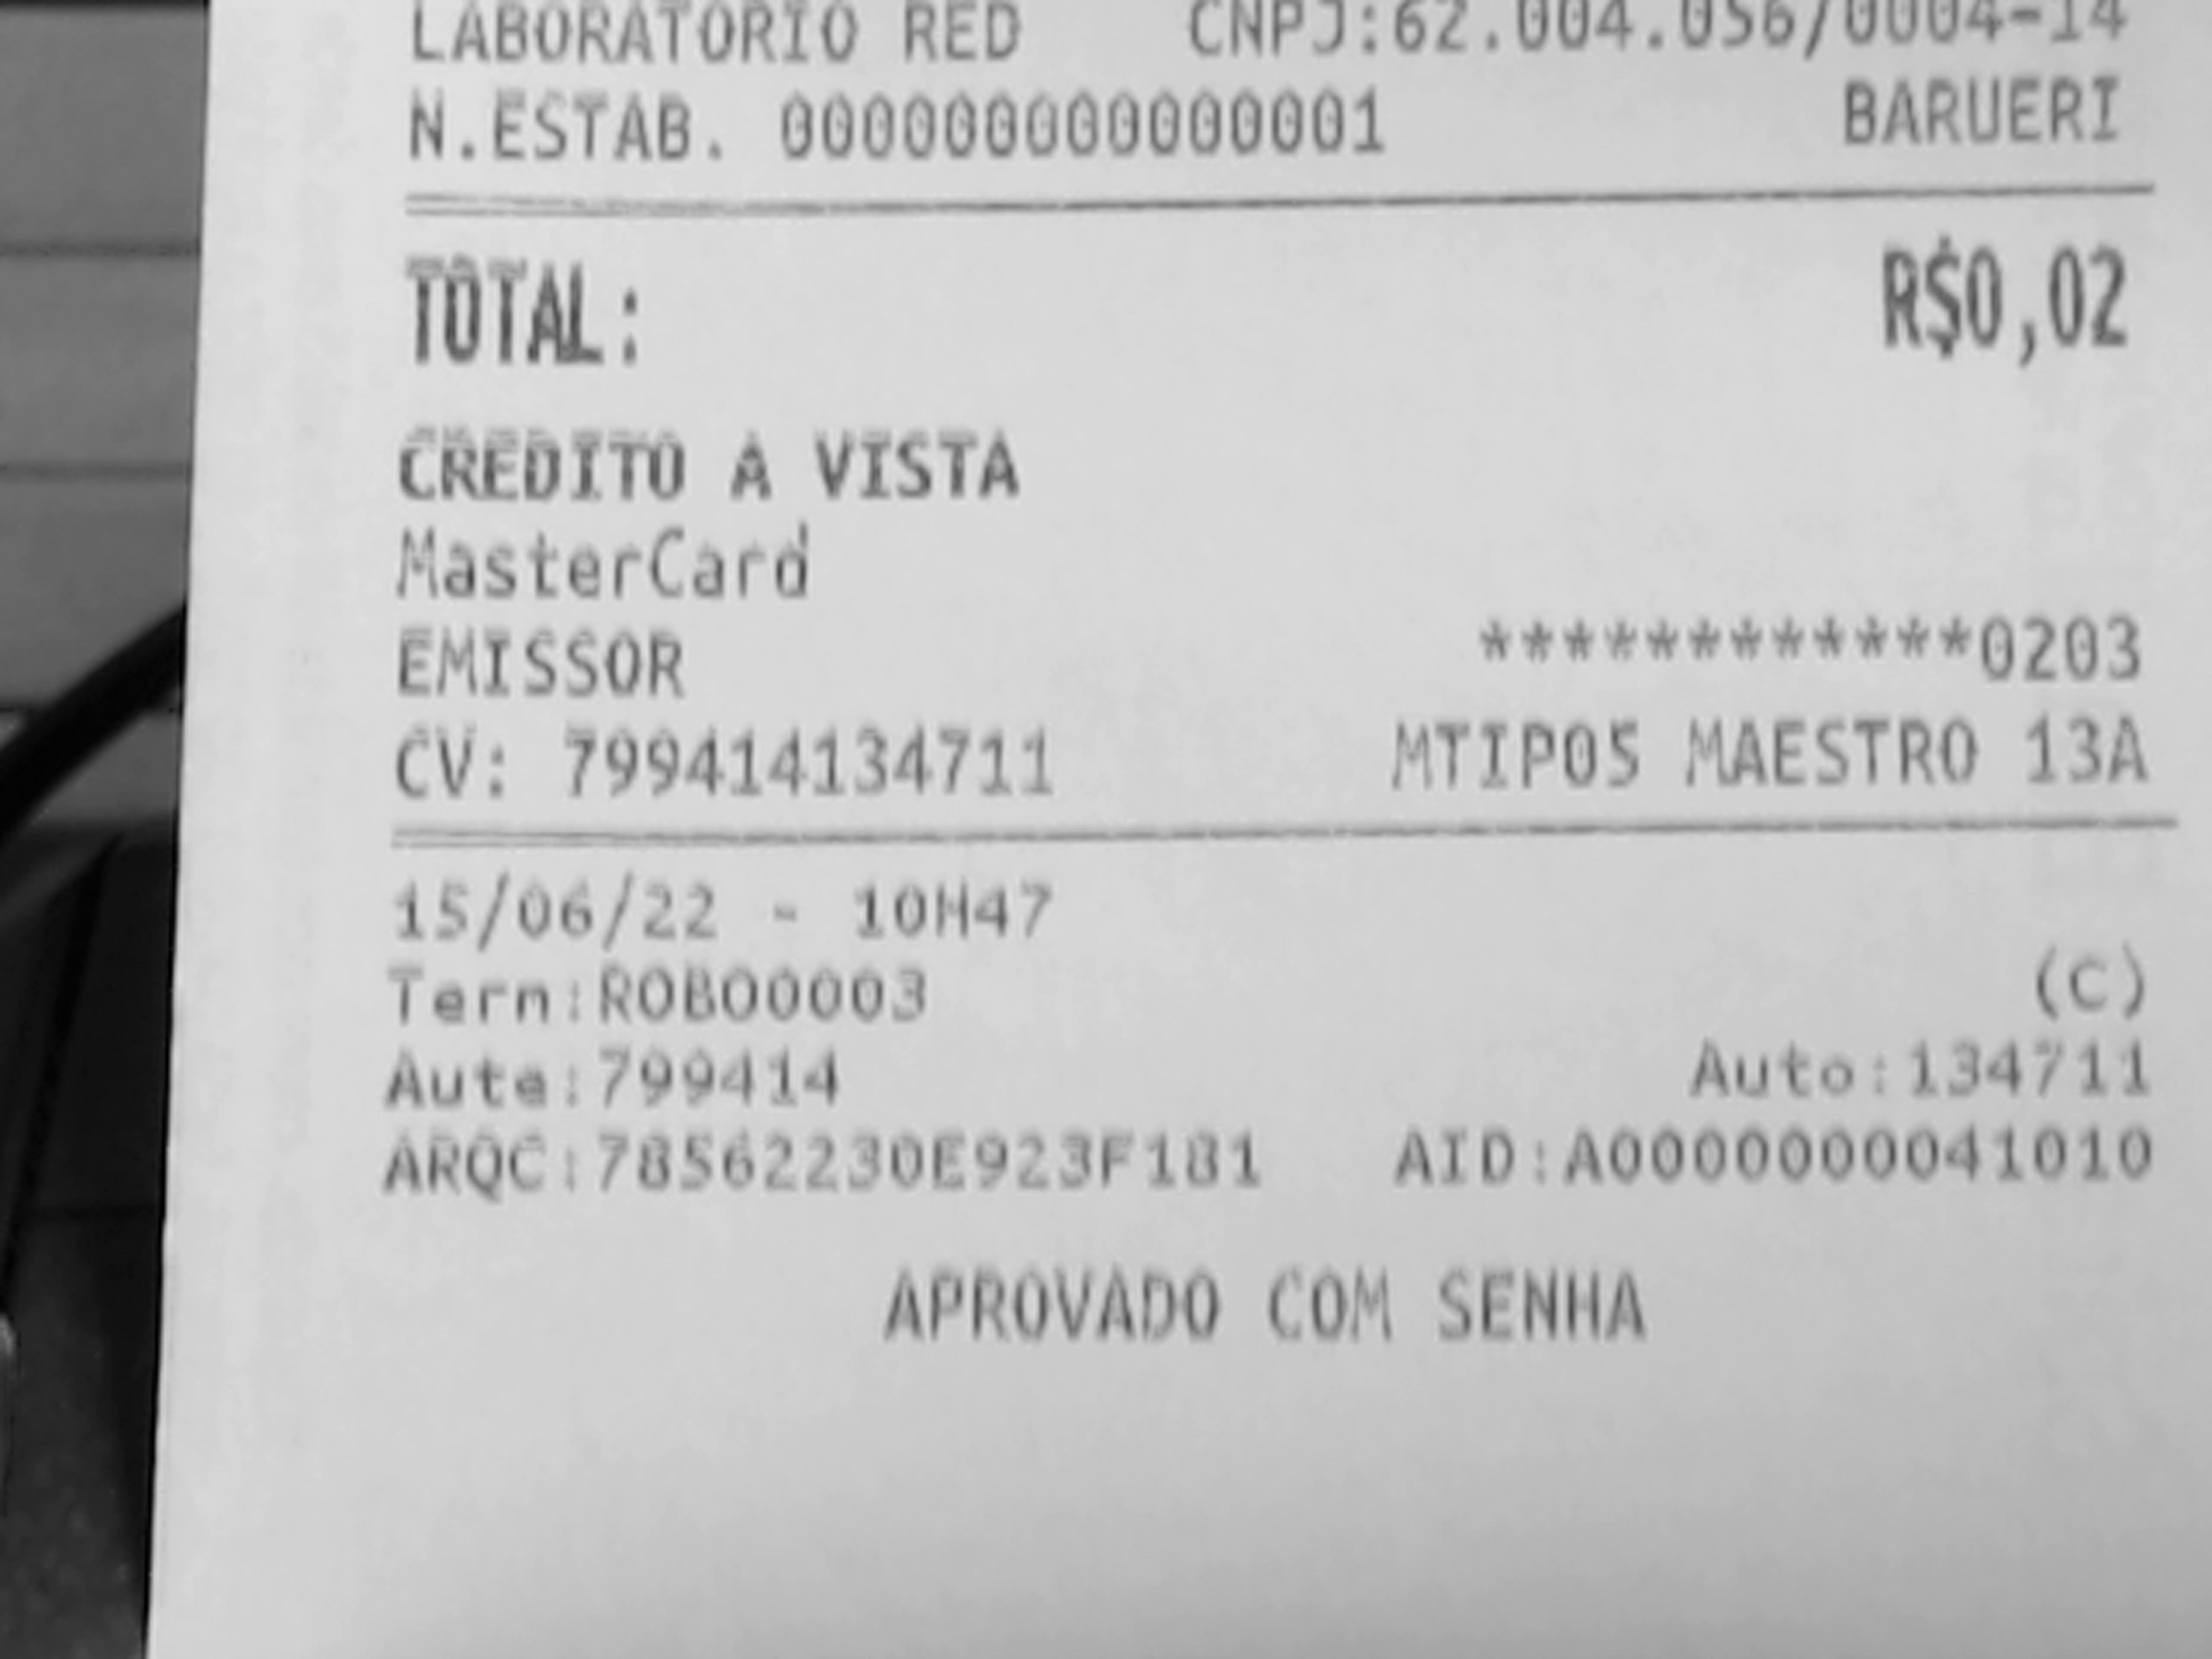 LABORATORIO RED CNPJ:62.004.056/0004-14
N.ESTAB. 000000000000001 BARUERI
TOTAL: R$0,02
CREDITO A VISTA
MasterCard
EMISSOR ************0203
CV: 799414134711 MTIP05 MAESTRO 13A
15/06/22 - 10H47
Term:ROBO0003 (C)
Aute:799414 Auto:134711
ARQC:78562230E923F181 AID:A0000000041010
APROVADO COM SENHA